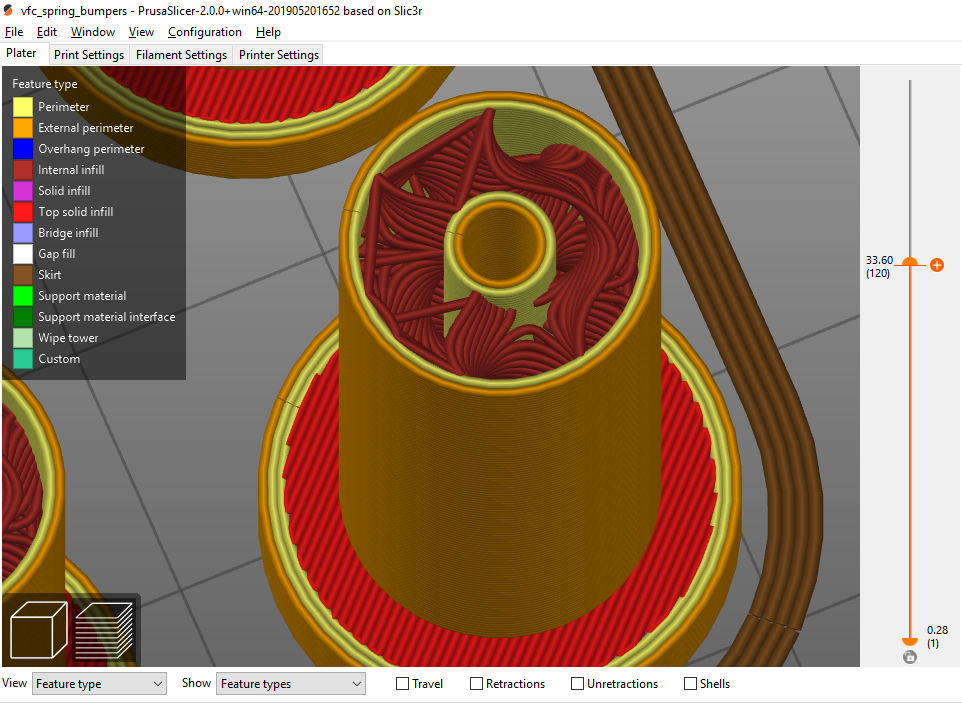 vfc_spring_bumpers - PrusaSlicer-2.0.0+win64-201905201652 based on Slic3r
File Edit Window View Configuration Help
Plater Print Settings Filament Settings Printer Settings
Feature type
Perimeter
External perimeter
Overhang perimeter
Internal infill
Solid infill
Top solid infill
Bridge infill
Gap fill
Skirt
Support material
Support material interface
Wipe tower
Custom
33.60
(120)
0.28
(1)
View Feature type Show Feature types Travel Retractions Unretractions Shells